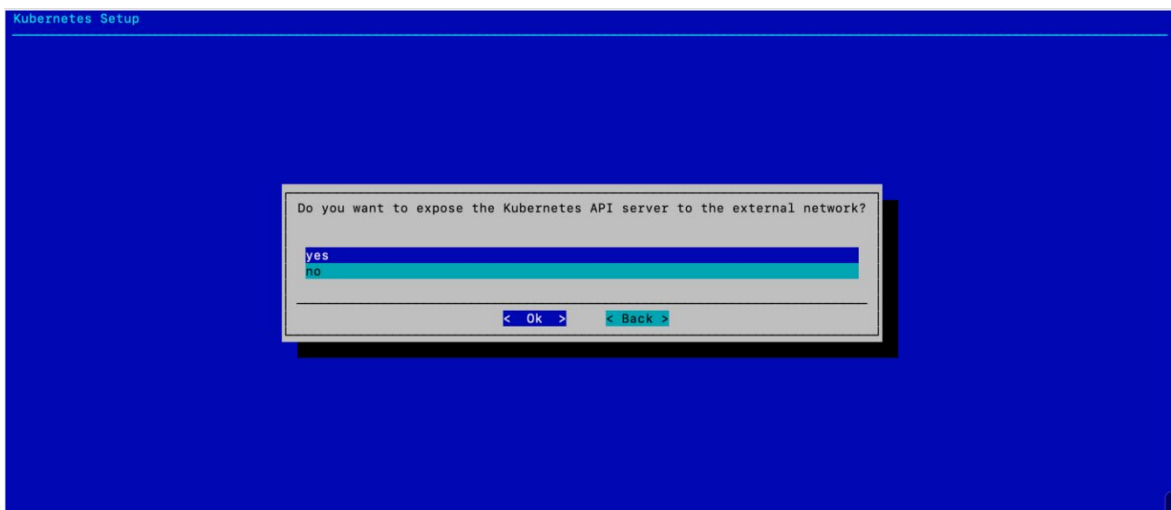 Kubernetes Setup
Do you want to expose the Kubernetes API server to the external network?
yes
no
< Ok > < Back >